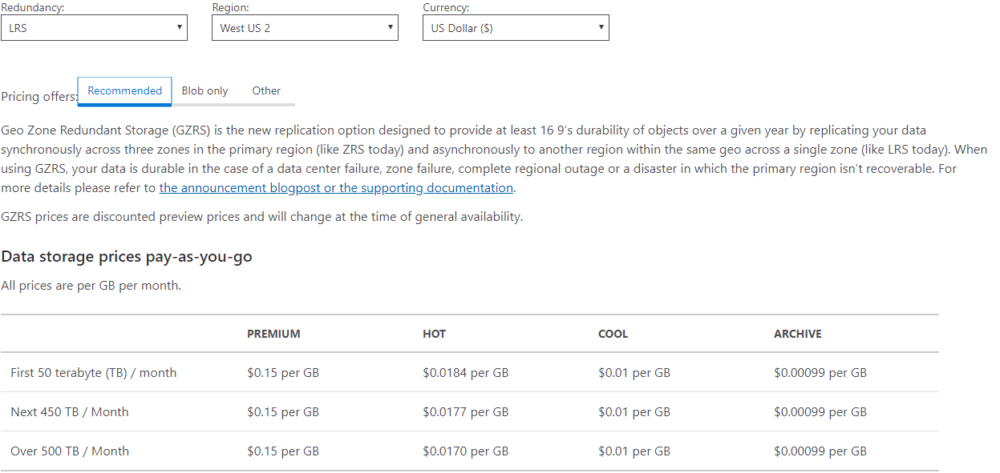 Redundancy: Region: Currency:
LRS West US 2 US Dollar ($)
Pricing offers: Recommended Blob only Other
Geo Zone Redundant Storage (GZRS) is the new replication option designed to provide at least 16 9’s durability of objects over a given year by replicating your data
synchronously across three zones in the primary region (like ZRS today) and asynchronously to another region within the same geo across a single zone (like LRS today). When
using GZRS, your data is durable in the case of a data center failure, zone failure, complete regional outage or a disaster in which the primary region isn’t recoverable. For
more details please refer to the announcement blogpost or the supporting documentation.
GZRS prices are discounted preview prices and will change at the time of general availability.
Data storage prices pay-as-you-go
All prices are per GB per month.
PREMIUM HOT COOL ARCHIVE
First 50 terabyte (TB) / month $0.15 per GB $0.0184 per GB $0.01 per GB $0.00099 per GB
Next 450 TB / Month $0.15 per GB $0.0177 per GB $0.01 per GB $0.00099 per GB
Over 500 TB / Month $0.15 per GB $0.0170 per GB $0.01 per GB $0.00099 per GB